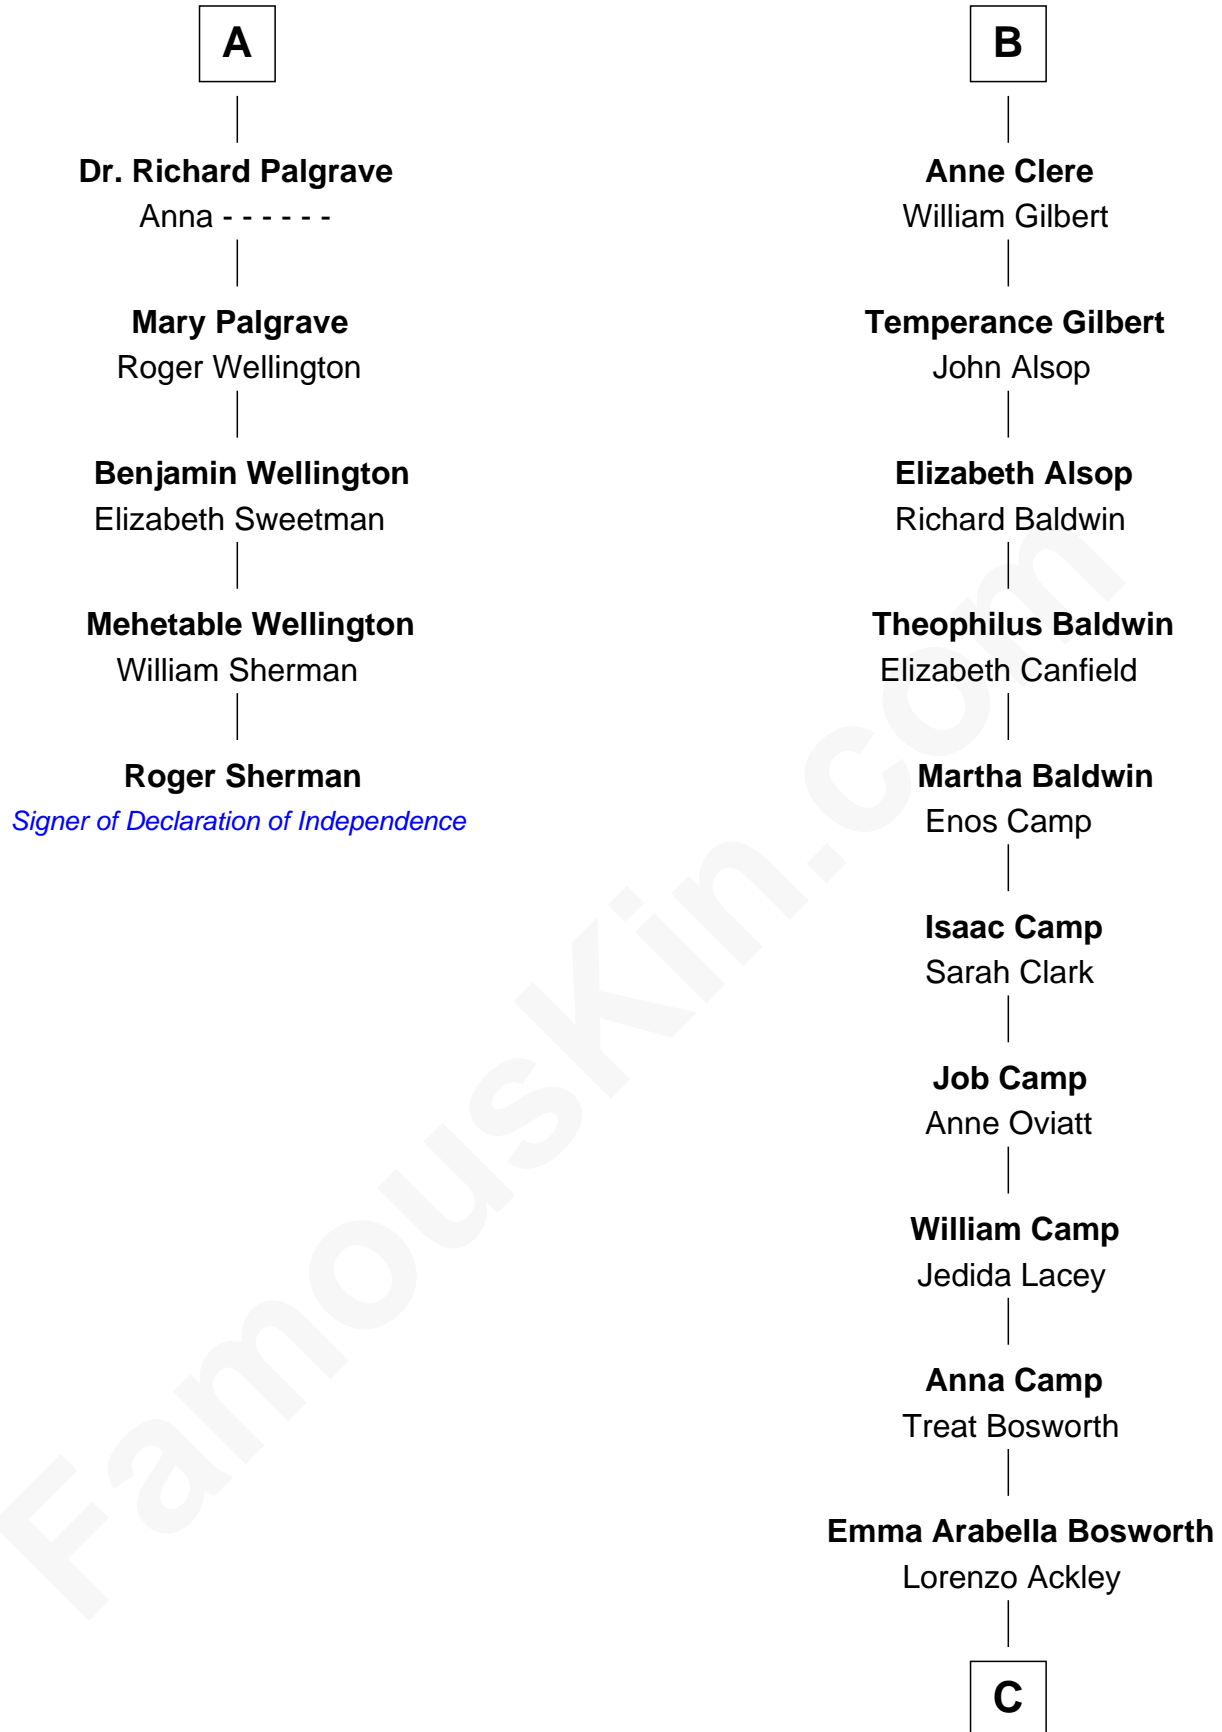 A
Dr. Richard Palgrave
Anna - - - - - -
Mary Palgrave
Roger Wellington
Benjamin Wellington
Elizabeth Sweetman
Mehetable Wellington
William Sherman
Roger Sherman
Signer of Declaration of Independence
B
Anne Clere
William Gilbert
Temperance Gilbert
John Alsop
Elizabeth Alsop
Richard Baldwin
Theophilus Baldwin
Elizabeth Canfield
Martha Baldwin
Enos Camp
Isaac Camp
Sarah Clark
Job Camp
Anne Oviatt
William Camp
Jedida Lacey
Anna Camp
Treat Bosworth
Emma Arabella Bosworth
Lorenzo Ackley
C
FamousKin.com